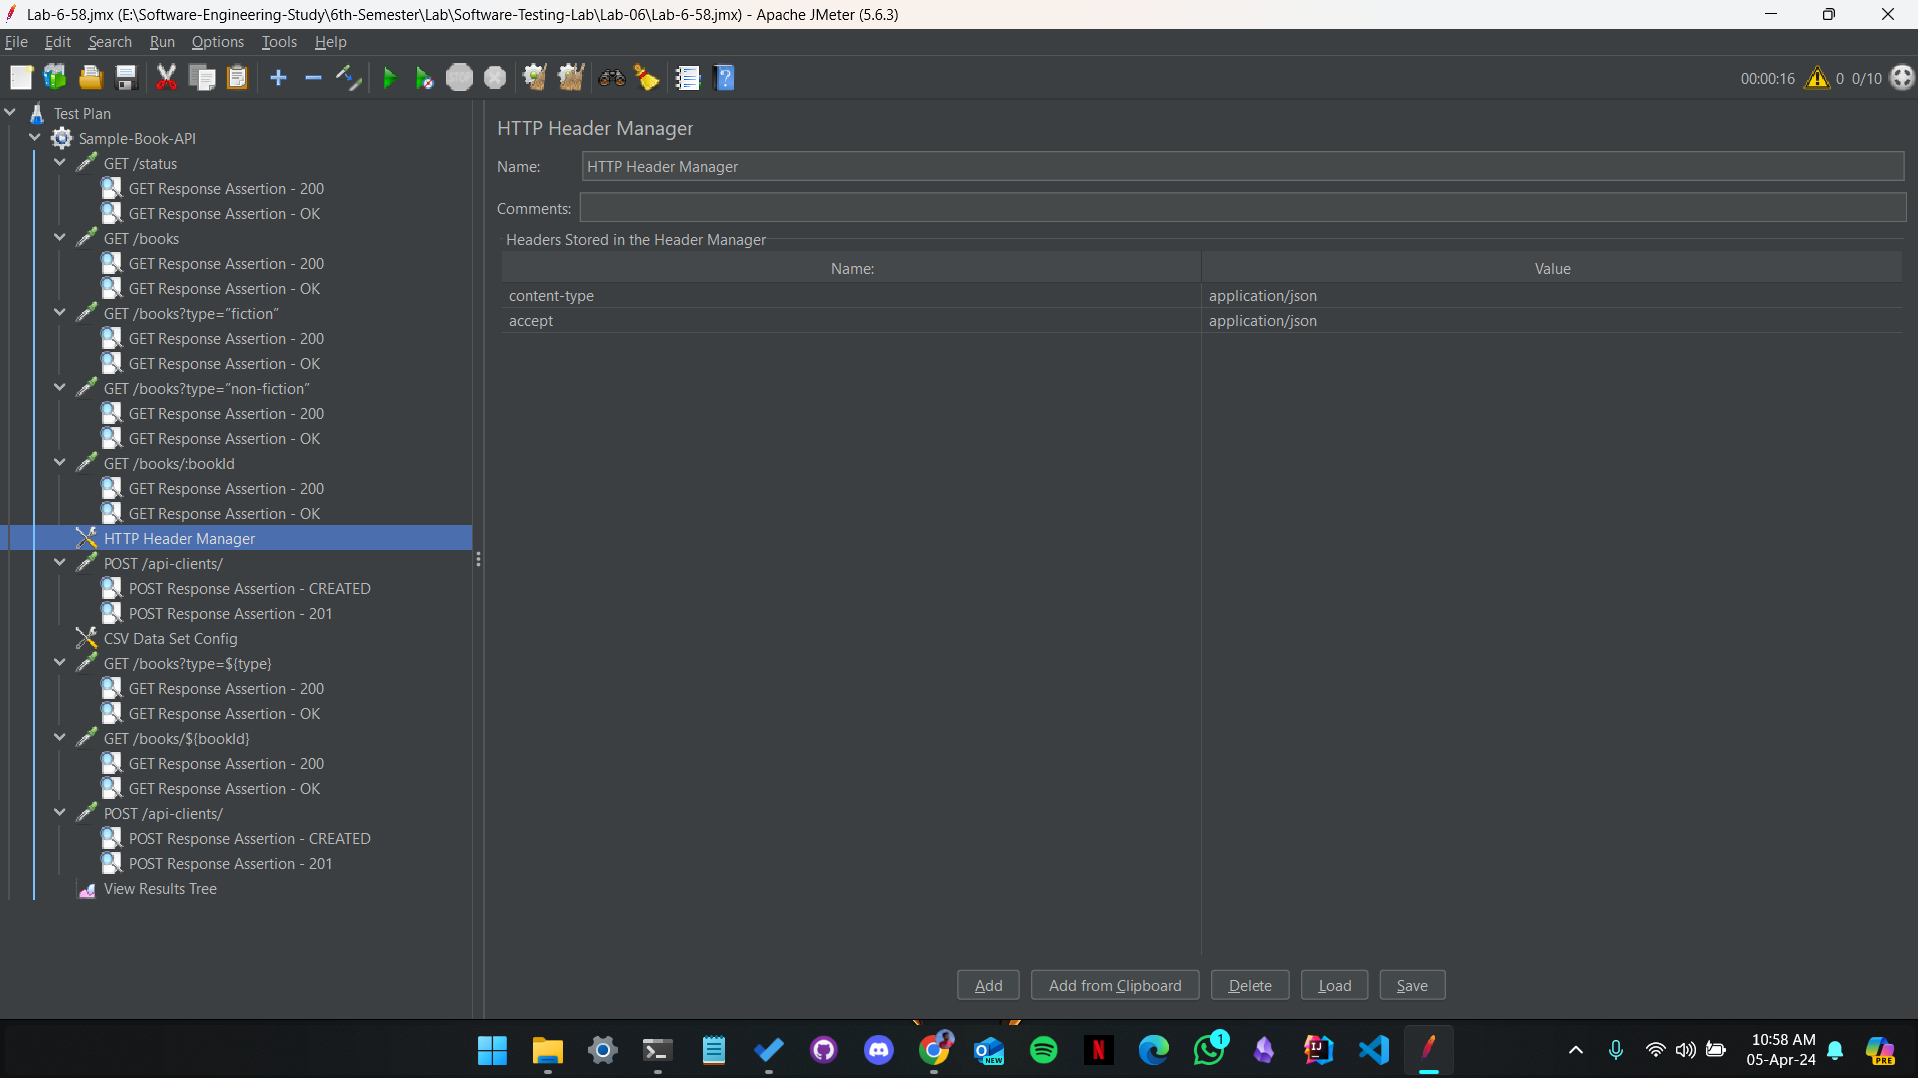 Lab-6-58.jmx (E:\Software-Engineering-Study\6th-Semester\Lab\Software-Testing-Lab\Lab-06\Lab-6-58.jmx) - Apache JMeter (5.6.3)
File Edit Search Run Options Tools Help
STOP
00:00:16 0 0/10
Test Plan
Sample-Book-API
GET /status
GET Response Assertion - 200
GET Response Assertion - OK
GET /books
GET Response Assertion - 200
GET Response Assertion - OK
GET /books?type="fiction"
GET Response Assertion - 200
GET Response Assertion - OK
GET /books?type="non-fiction"
GET Response Assertion - 200
GET Response Assertion - OK
GET /books/:bookId
GET Response Assertion - 200
GET Response Assertion - OK
HTTP Header Manager
POST /api-clients/
POST Response Assertion - CREATED
POST Response Assertion - 201
CSV Data Set Config
GET /books?type=${type}
GET Response Assertion - 200
GET Response Assertion - OK
GET /books/${bookId}
GET Response Assertion - 200
GET Response Assertion - OK
POST /api-clients/
POST Response Assertion - CREATED
POST Response Assertion - 201
View Results Tree
HTTP Header Manager
Name: HTTP Header Manager
Comments:
Headers Stored in the Header Manager
Name: Value
content-type application/json
accept application/json
Add Add from Clipboard Delete Load Save
NEW
N
1
IJ
10:58 AM
05-Apr-24
PRE